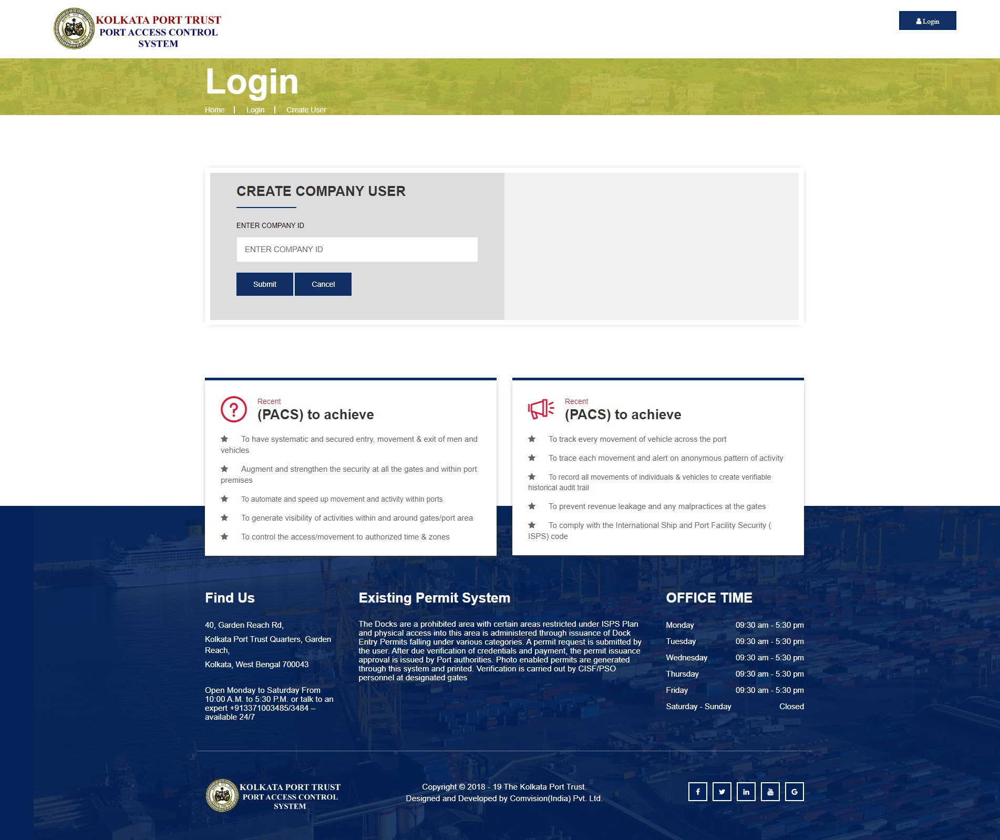 KOLKATA PORT TRUST
PORT ACCESS CONTROL
SYSTEM
Login
Login
Home
Login
Create User
CREATE COMPANY USER
ENTER COMPANY ID
ENTER COMPANY ID
Submit
Cancel
Recent
(PACS) to achieve
To have systematic and secured entry, movement & exit of men and
vehicles
Augment and strengthen the security at all the gates and within port
premises
To automate and speed up movement and activity within ports
To generate visibility of activities within and around gates/port area
To control the access/movement to authorized time & zones
Recent
(PACS) to achieve
To track every movement of vehicle across the port
To trace each movement and alert on anonymous pattern of activity
To record all movements of individuals & vehicles to create verifiable
historical audit trail
To prevent revenue leakage and any malpractices at the gates
To comply with the International Ship and Port Facility Security (
ISPS) code
Find Us
40, Garden Reach Rd,
Kolkata Port Trust Quarters, Garden
Reach,
Kolkata, West Bengal 700043
Open Monday to Saturday From
10:00 A.M. to 5:30 P.M. or talk to an
expert +913371003485/3484 –
available 24/7
Existing Permit System
The Docks are a prohibited area with certain areas restricted under ISPS Plan
and physical access into this area is administered through issuance of Dock
Entry Permits falling under various categories. A permit request is submitted by
the user. After due verification of credentials and payment, the permit issuance
approval is issued by Port authorities. Photo enabled permits are generated
through this system and printed. Verification is carried out by CISF/PSO
personnel at designated gates
OFFICE TIME
Monday 09:30 am - 5:30 pm
Tuesday 09:30 am - 5:30 pm
Wednesday 09:30 am - 5:30 pm
Thursday 09:30 am - 5:30 pm
Friday 09:30 am - 5:30 pm
Saturday - Sunday Closed
KOLKATA PORT TRUST
PORT ACCESS CONTROL
SYSTEM
Copyright © 2018 - 19 The Kolkata Port Trust.
Designed and Developed by Comvision(India) Pvt. Ltd.